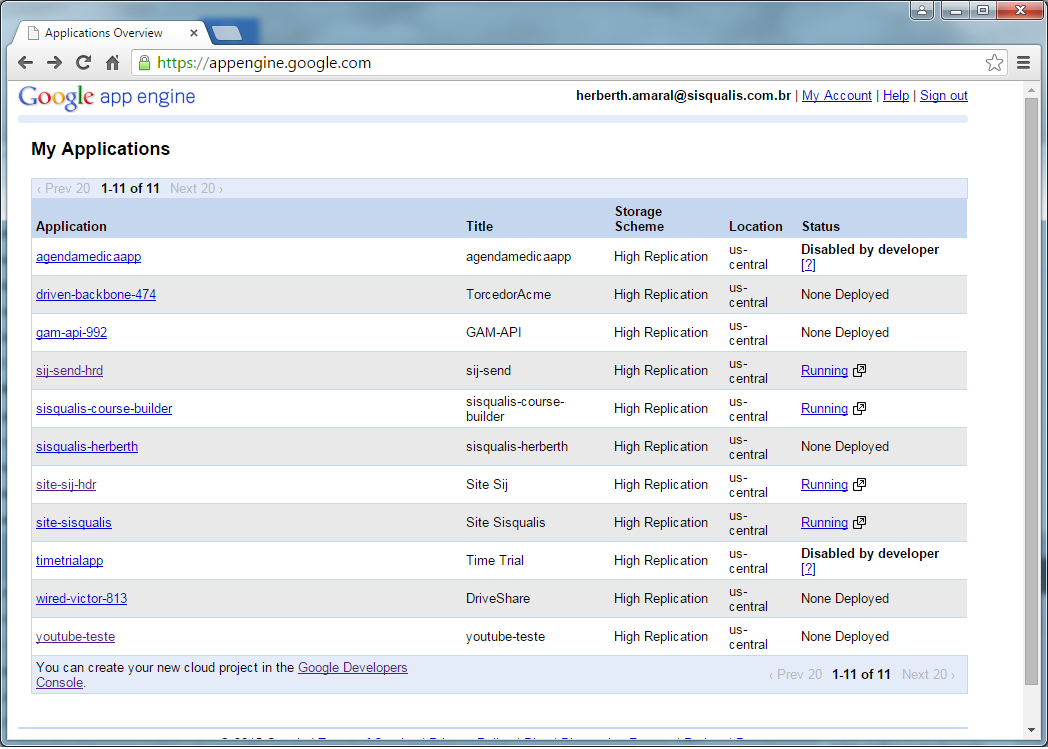 Applications Overview
https://appengine.google.com
Google app engine
herberth.amaral@sisqualis.com.br | My Account | Help | Sign out
My Applications
‹ Prev 20 1-11 of 11 Next 20 ›
Application Title Storage Scheme Location Status
agendamedicaapp agendamedicaapp High Replication us-central Disabled by developer [?]
driven-backbone-474 TorcedorAcme High Replication us-central None Deployed
gam-api-992 GAM-API High Replication us-central None Deployed
sij-send-hrd sij-send High Replication us-central Running
sisqualis-course-builder sisqualis-course-builder High Replication us-central Running
sisqualis-herberth sisqualis-herberth High Replication us-central None Deployed
site-sij-hdr Site Sij High Replication us-central Running
site-sisqualis Site Sisqualis High Replication us-central Running
timetrialapp Time Trial High Replication us-central Disabled by developer [?]
wired-victor-813 DriveShare High Replication us-central None Deployed
youtube-teste youtube-teste High Replication us-central None Deployed
You can create your new cloud project in the Google Developers
Console.
‹ Prev 20 1-11 of 11 Next 20 ›